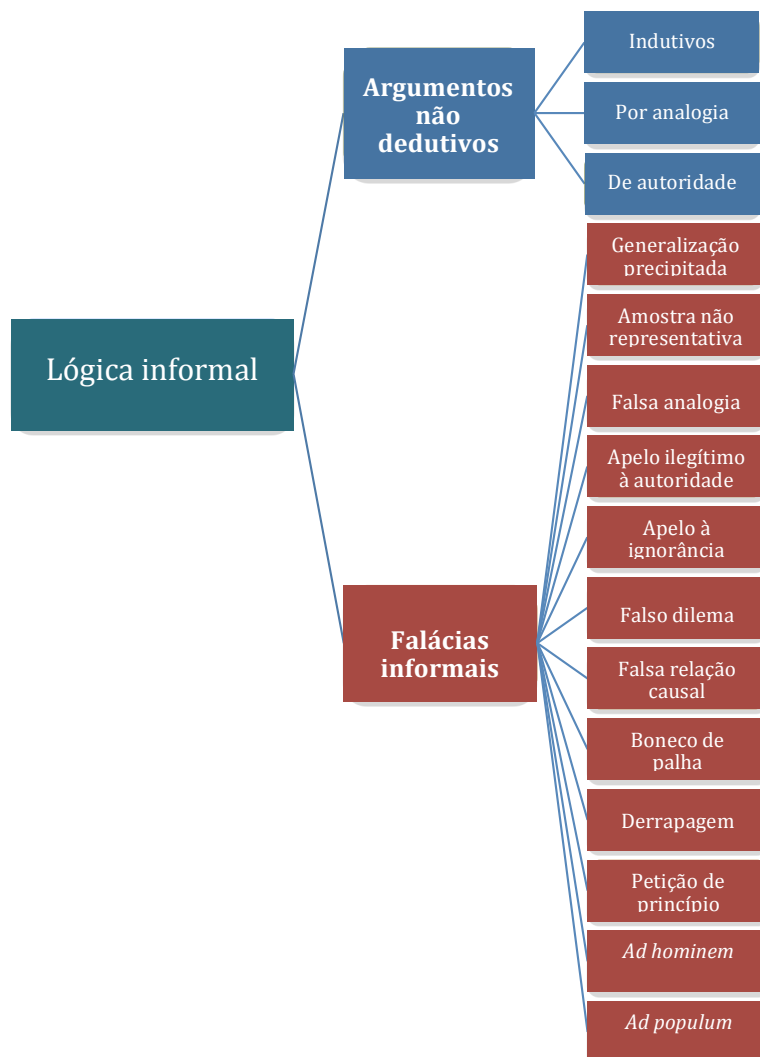 Lógica informal
Argumentos
não
dedutivos
Indutivos
Por analogia
De autoridade
Falácias
informais
Generalização
precipitada
Amostra não
representativa
Falsa analogia
Apelo ilegítimo
à autoridade
Apelo à
ignorância
Falso dilema
Falsa relação
causal
Boneco de
palha
Derrapagem
Petição de
princípio
Ad hominem
Ad populum